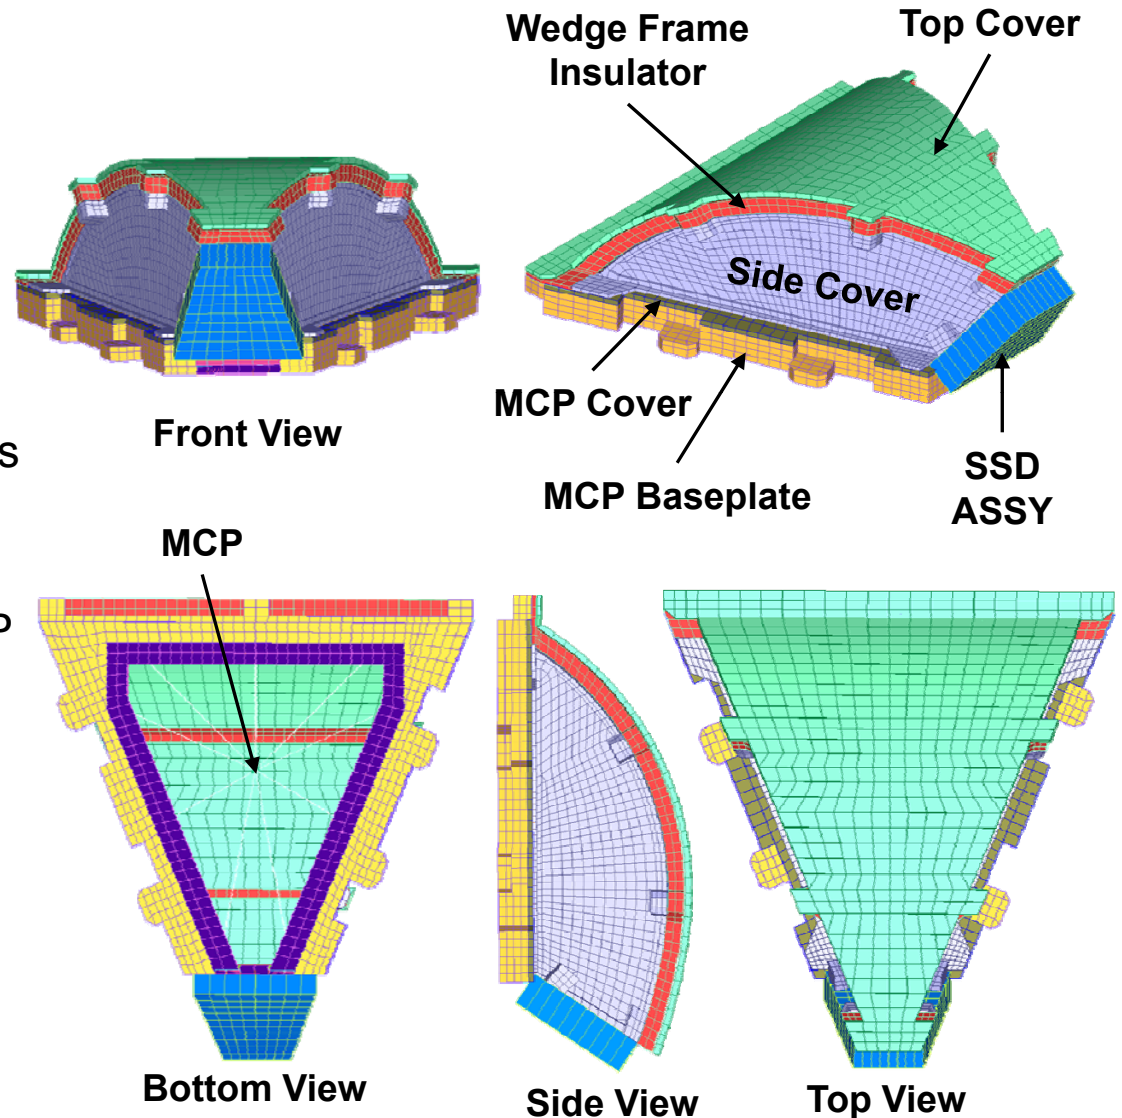 Wedge Frame
Insulator
Top Cover
Side Cover
MCP Cover
Front View
S
MCP Baseplate
SSD
ASSY
MCP
P
Bottom View
Side View
Top View